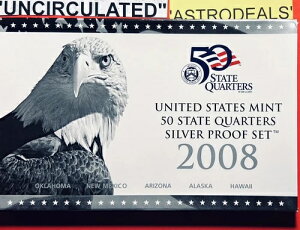 "UNCIRCULATED"
"ASTRODEALS"
50
STATE
QUARTERS
UNITED STATES MINT
50 STATE QUARTERS
SILVER PROOF SET™
2008
OKLAHOMA NEW MEXICO ARIZONA ALASKA HAWAII